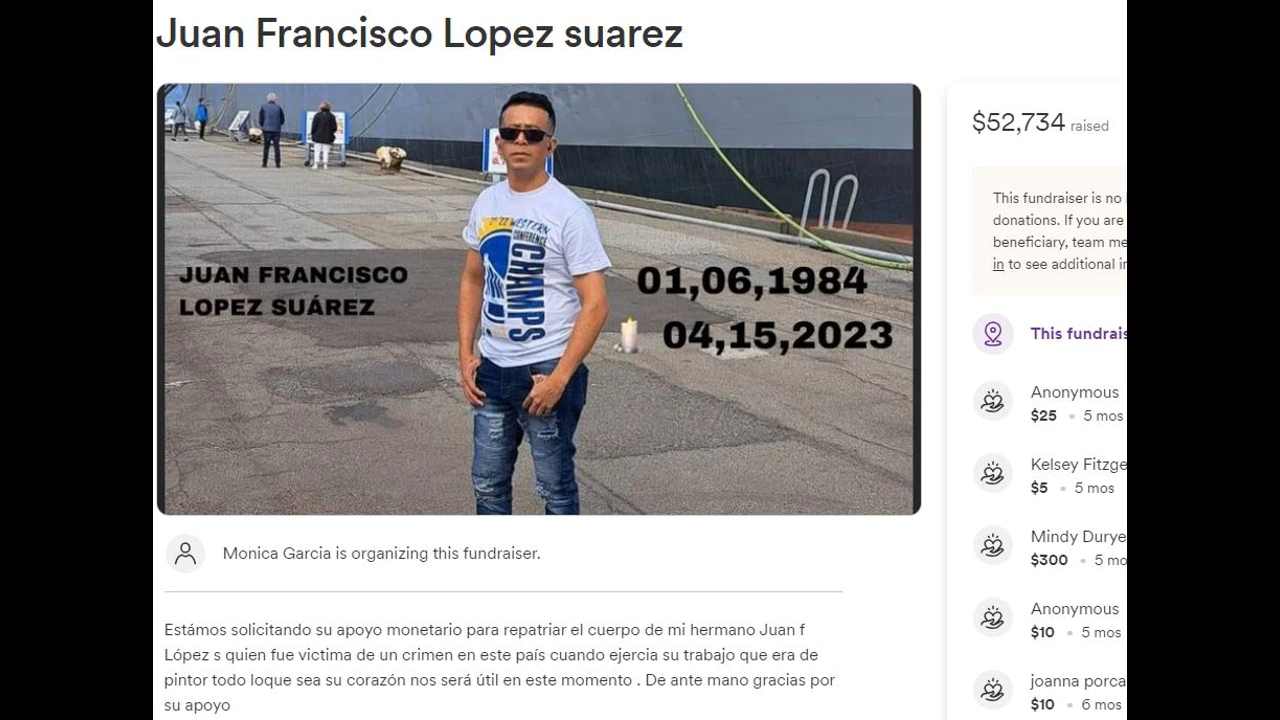 Juan Francisco Lopez suarez
JUAN FRANCISCO
LOPEZ SUÁREZ
01,06,1984
04,15,2023
WESTERN
CONFERENCE
CHAMPS
Monica Garcia is organizing this fundraiser.
Estámos solicitando su apoyo monetario para repatriar el cuerpo de mi hermano Juan f
López s quien fue victima de un crimen en este país cuando ejercia su trabajo que era de
pintor todo loque sea su corazón nos será útil en este momento . De ante mano gracias por
su apoyo
$52,734 raised
This fundraiser is no
donations. If you are
beneficiary, team me
in to see additional in
This fundrais
Anonymous
$25 • 5 mos
Kelsey Fitzge
$5 • 5 mos
Mindy Durye
$300 • 5 mo
Anonymous
$10 • 5 mos
joanna porca
$10 • 6 mos